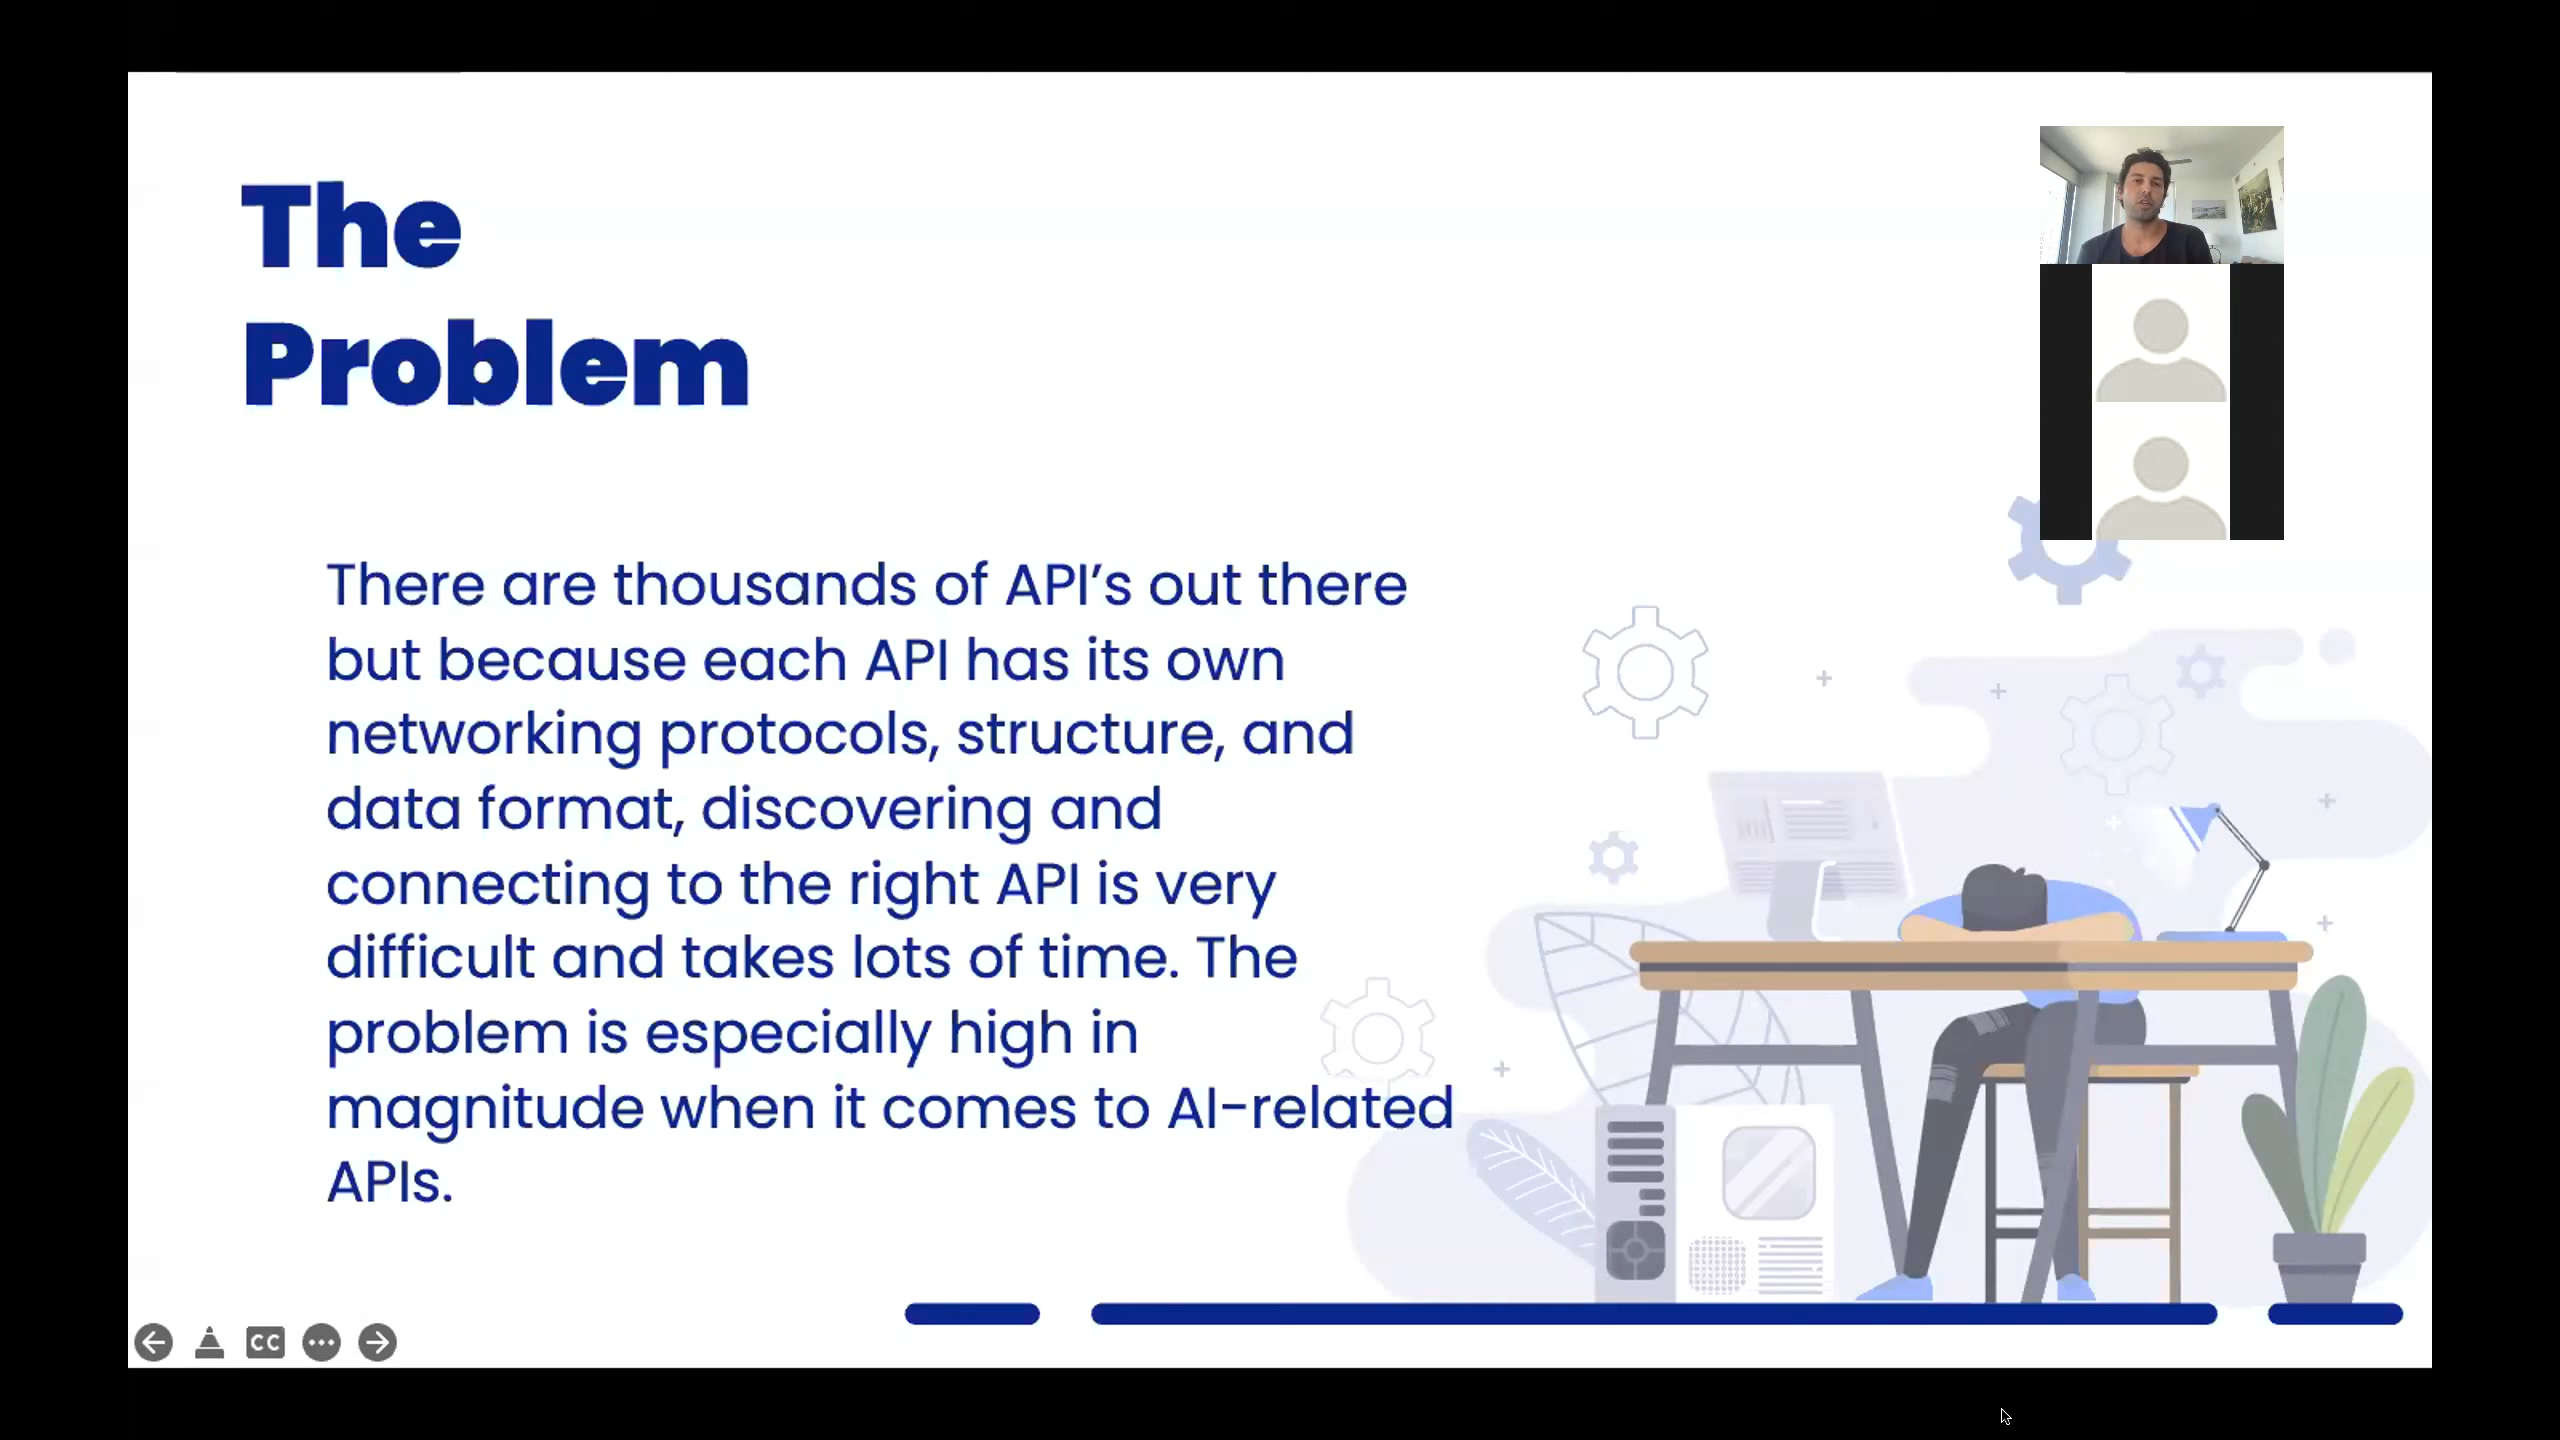 The
Problem
There are thousands of API’s out there
but because each API has its own
networking protocols, structure, and
data format, discovering and
connecting to the right API is very
difficult and takes lots of time. The
problem is especially high in
magnitude when it comes to AI-related
APIs.
CC